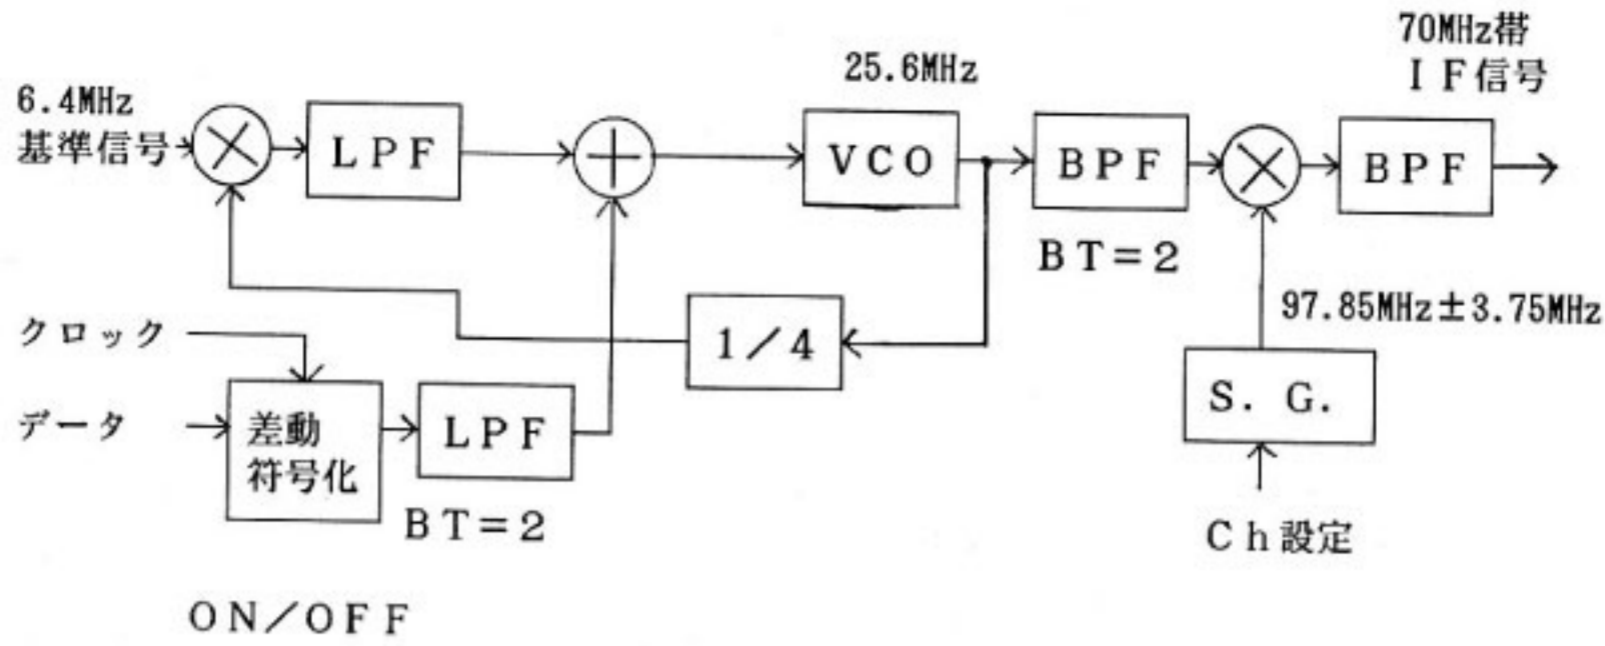 70MHz帯
ＩＦ信号
25.6MHz
6.4MHz
基準信号
ＬＰＦ
ＶＣＯ
ＢＰＦ
ＢＰＦ
ＢＴ＝２
97.85MHz±3.75MHz
クロック
１／４
Ｓ．Ｇ．
データ
差動
符号化
ＬＰＦ
ＢＴ＝２
Ｃｈ設定
ＯＮ／ＯＦＦ